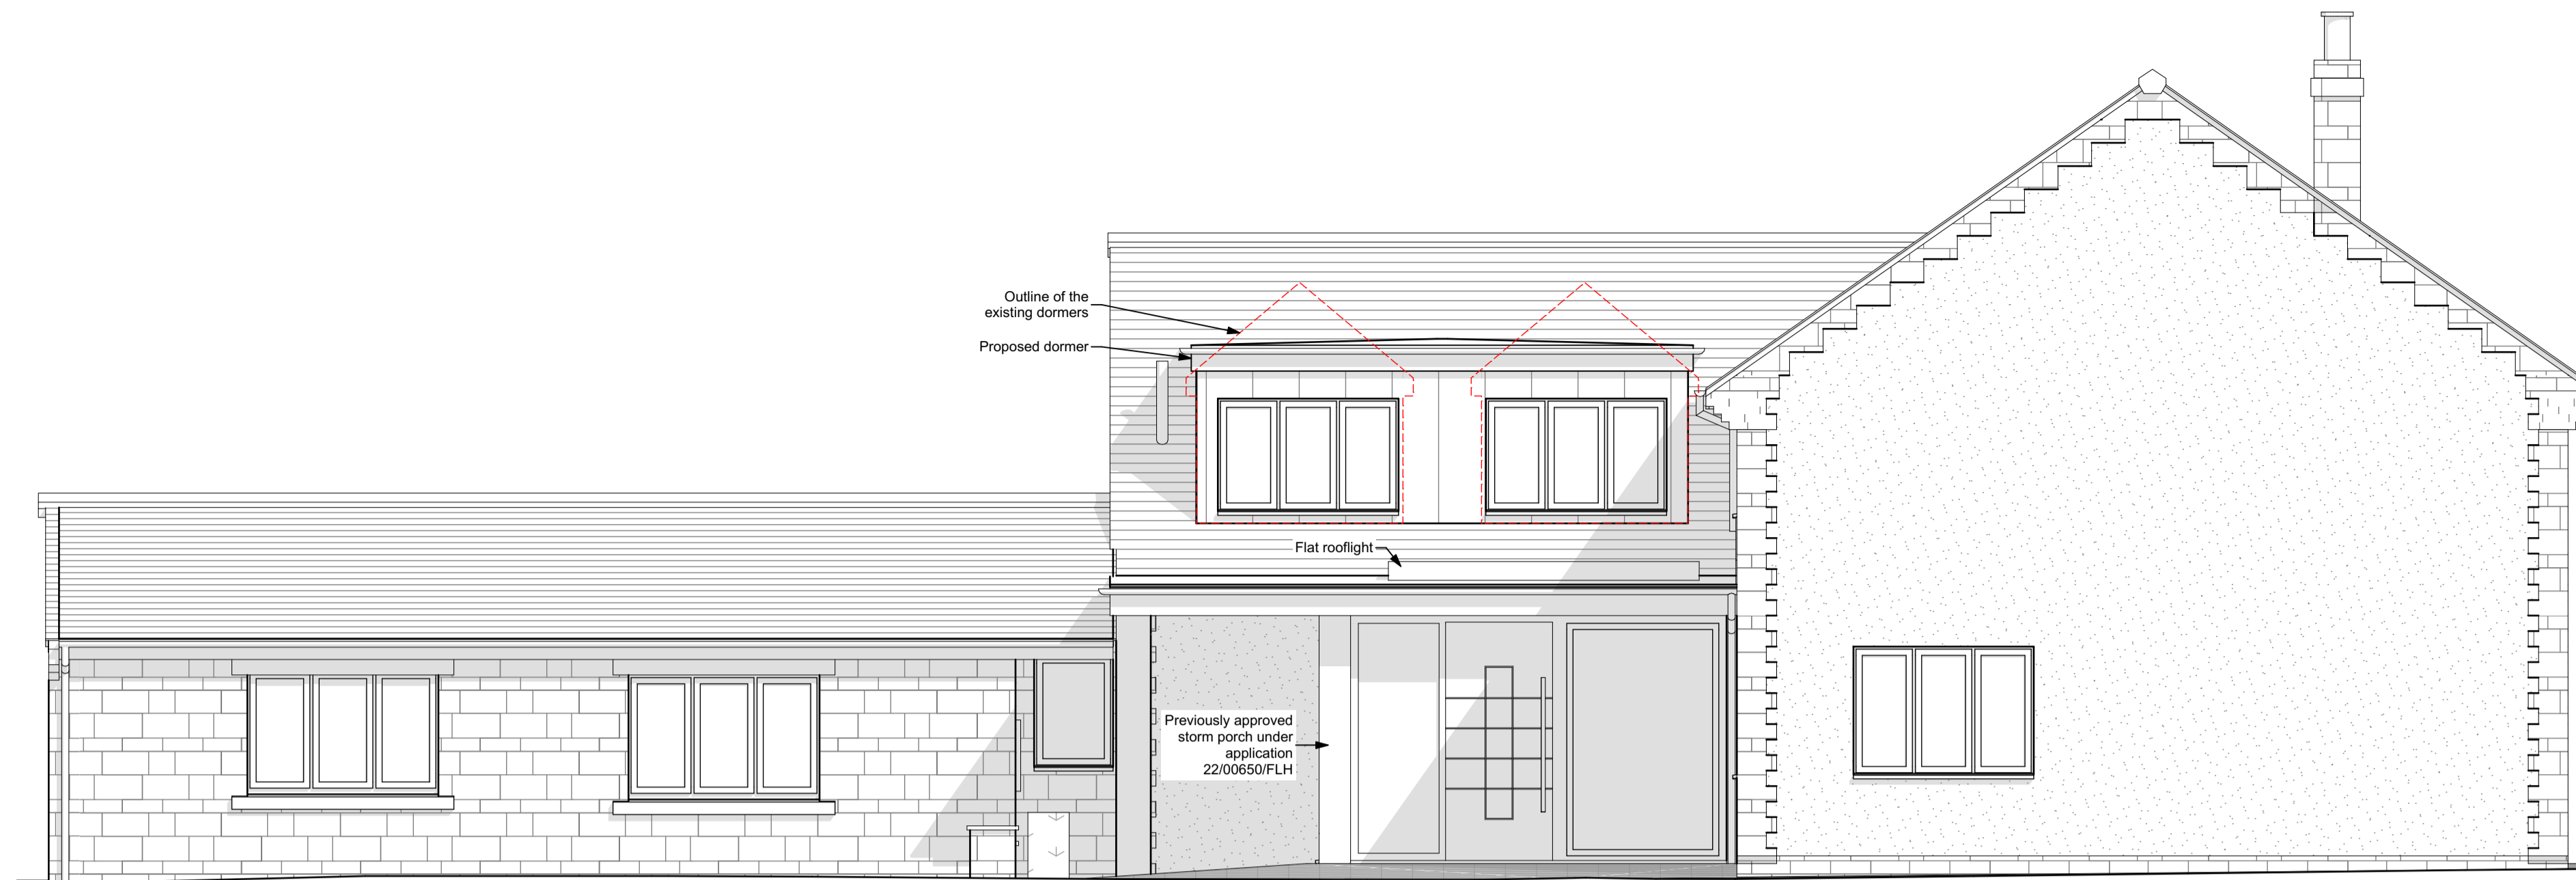 Outline of the
existing dormers
Proposed dormer
Flat rooflight
Previously approved
storm porch under
application
22/00650/FLH